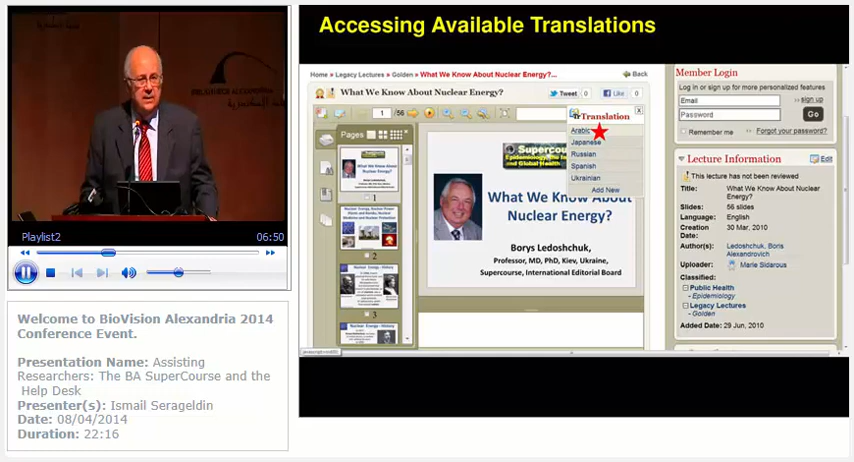 Playlist2
06:50
Welcome to BioVision Alexandria 2014
Conference Event.
Presentation Name: Assisting
Researchers: The BA SuperCourse and the
Help Desk
Presenter(s): Ismail Serageldin
Date: 08/04/2014
Duration: 22:16
Accessing Available Translations
Home » Legacy Lectures » Golden » What We Know About Nuclear Energy?...
Back
What We Know About Nuclear Energy?
Tweet 0
Like 0
1 /56
Pages
1
2
3
Translation
Arabic
Japanese
Russian
Spanish
Ukrainian
Add New
Supercourse
What We Know About
Nuclear Energy?
Borys Ledoshchuk,
Professor, MD, PhD, Kiev, Ukraine,
Supercourse, International Editorial Board
Member Login
Log in or sign up for more personalized features
Email
sign up
Password
Go
Remember me
Forgot your password?
Lecture Information
Edit
This lecture has not been reviewed
Title: What We Know About Nuclear
Energy?
Slides: 56 slides
Language: English
Creation
Date: 30 Mar, 2010
Author(s): Ledoshchuk, Boris
Alexandrovich
Uploader: Marie Sidarous
Classified:
Public Health
- Epidemiology
Legacy Lectures
- Golden
Added Date: 29 Jun, 2010